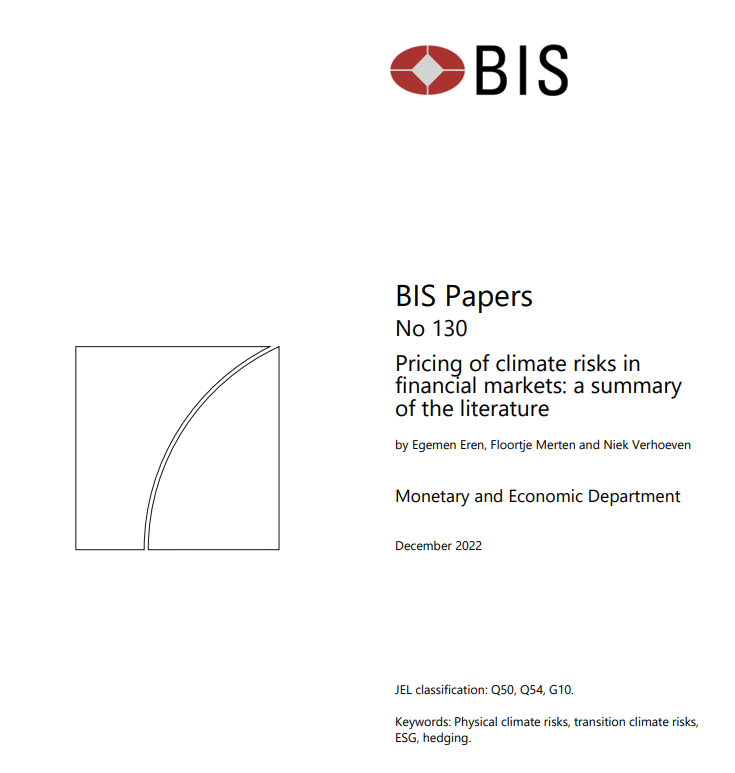 BIS
BIS Papers
No 130
Pricing of climate risks in
financial markets: a summary
of the literature
by Egemen Eren, Floortje Merten and Niek Verhoeven
Monetary and Economic Department
December 2022
JEL classification: Q50, Q54, G10.
Keywords: Physical climate risks, transition climate risks,
ESG, hedging.